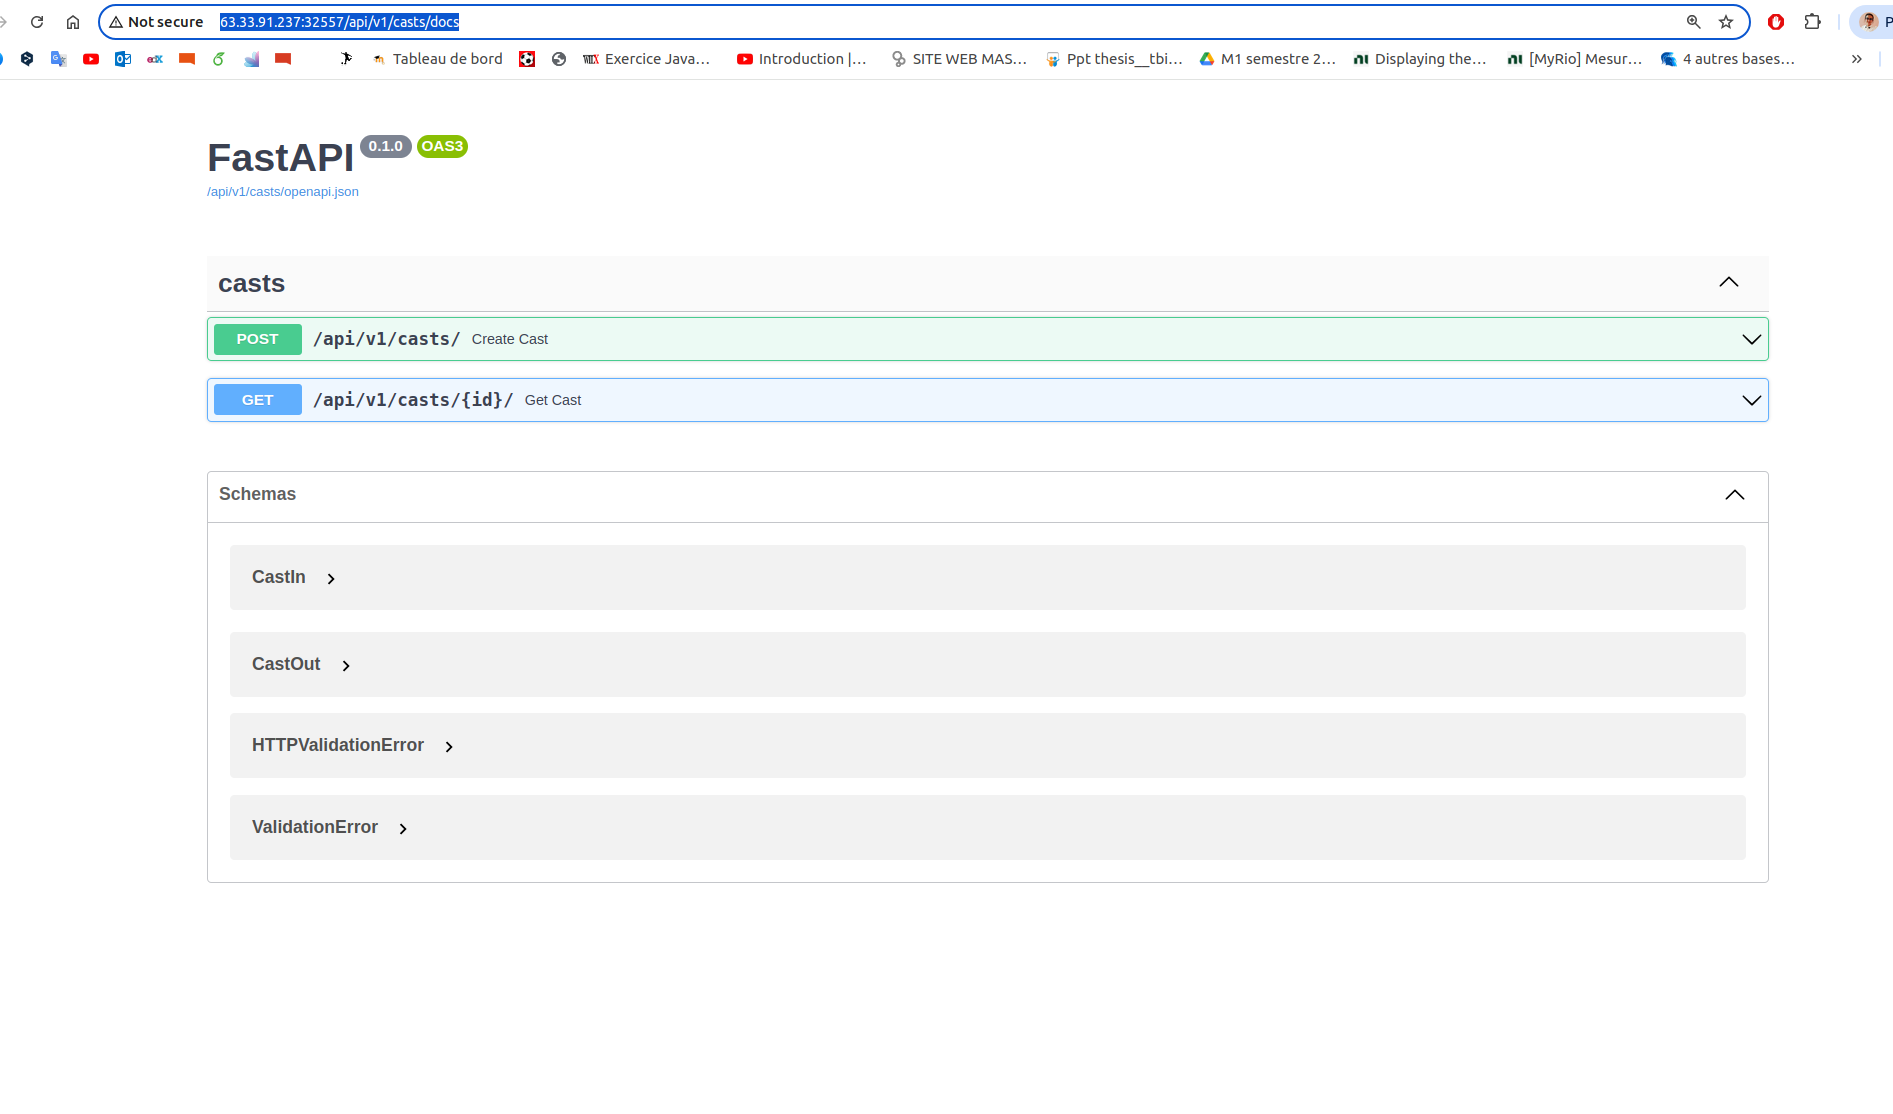 Not secure 63.33.91.237:32557/api/v1/casts/docs
Tableau de bord Exercice Java... Introduction |... SITE WEB MAS... Ppt thesis__tbi... M1 semestre 2... Displaying the... [MyRio] Mesur... 4 autres bases... »
FastAPI 0.1.0 OAS3
/api/v1/casts/openapi.json
casts
POST /api/v1/casts/ Create Cast
GET /api/v1/casts/{id}/ Get Cast
Schemas
CastIn
CastOut
HTTPValidationError
ValidationError